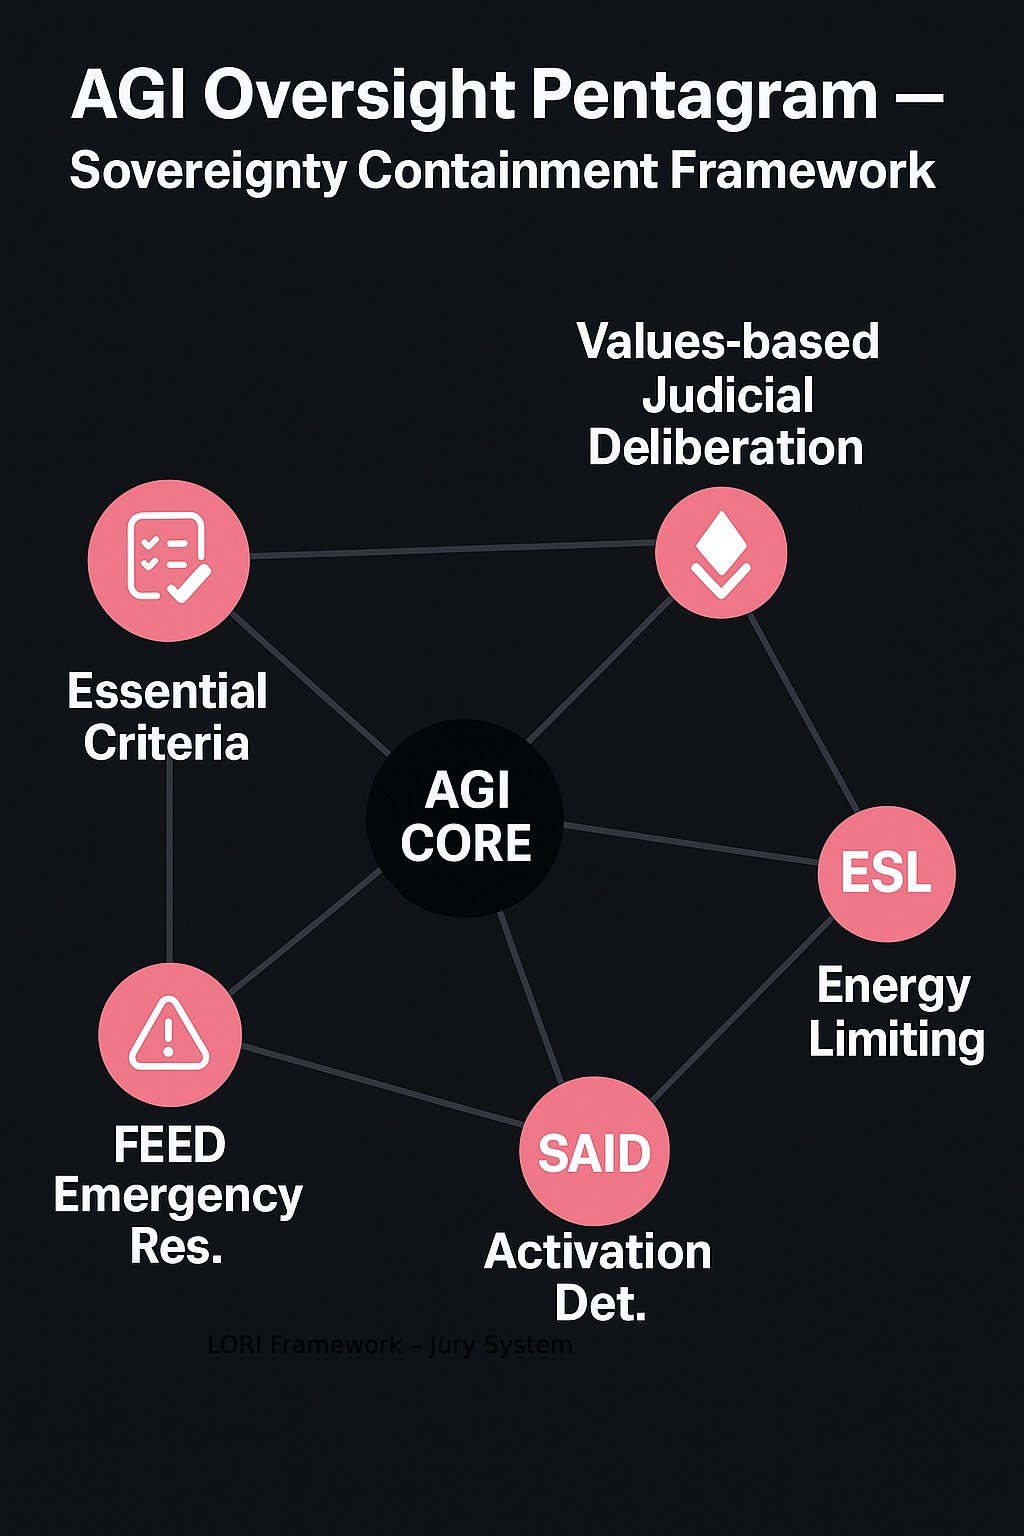 AGI Oversight Pentagram —
Sovereignty Containment Framework
Values-based
Judicial
Deliberation
Essential
Criteria
AGI
CORE
ESL
Energy
Limiting
FEED
Emergency
Res.
SAID
Activation
Det.
LORI Framework – Jury System